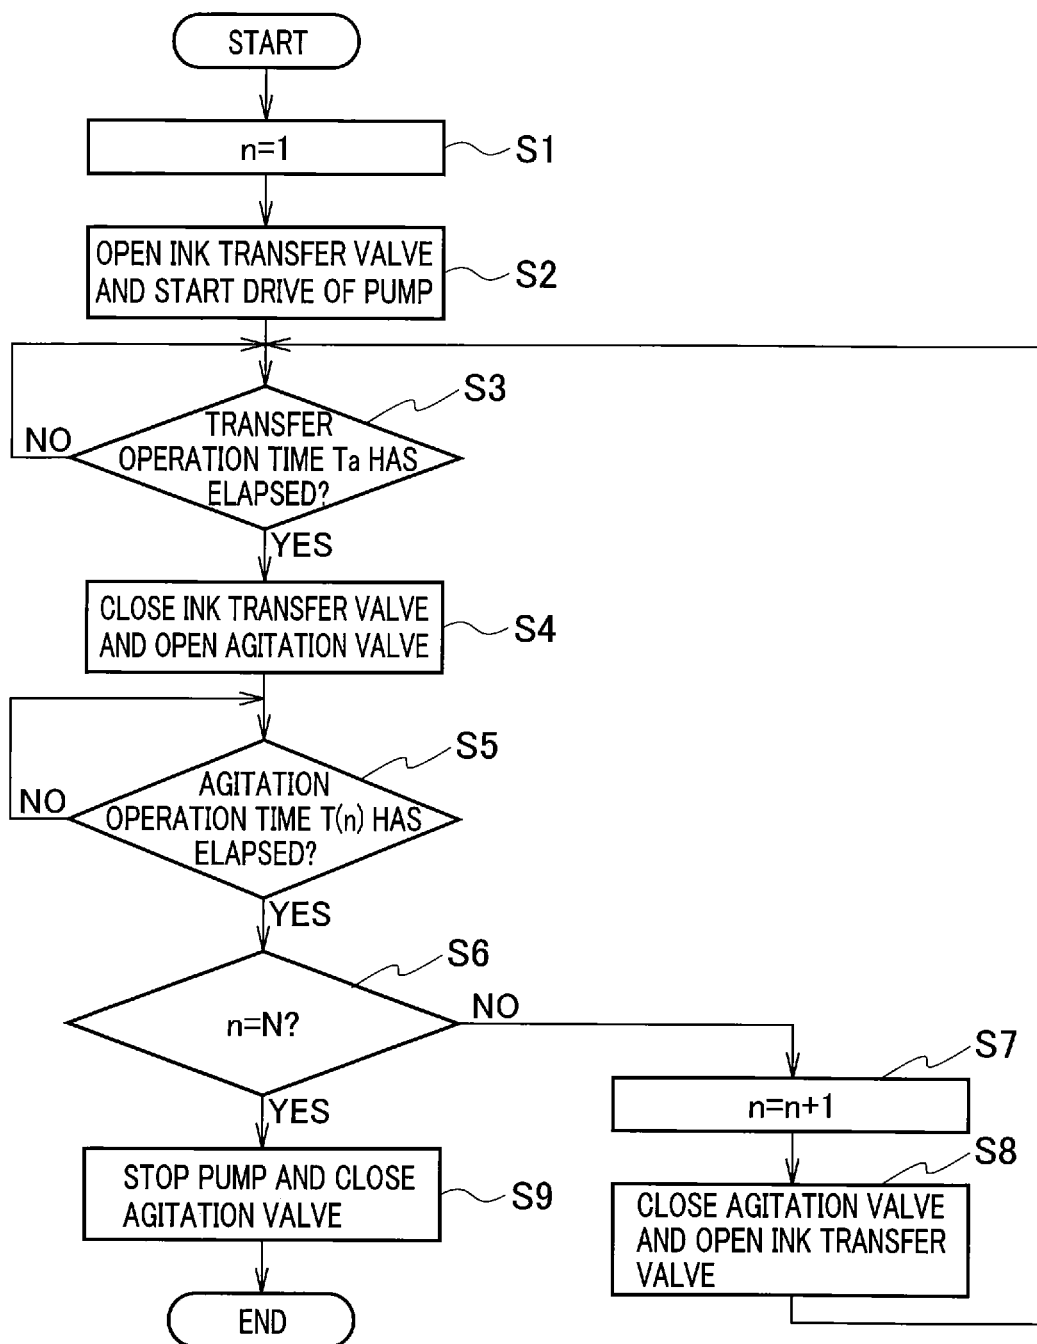 START
n=1
S1
OPEN INK TRANSFER VALVE
AND START DRIVE OF PUMP
S2
S3
TRANSFER
OPERATION TIME Ta HAS
ELAPSED?
NO
YES
CLOSE INK TRANSFER VALVE
AND OPEN AGITATION VALVE
S4
S5
AGITATION
OPERATION TIME T(n) HAS
ELAPSED?
NO
YES
S6
n=N?
NO
YES
S7
n=n+1
S8
CLOSE AGITATION VALVE
AND OPEN INK TRANSFER
VALVE
STOP PUMP AND CLOSE
AGITATION VALVE
S9
END